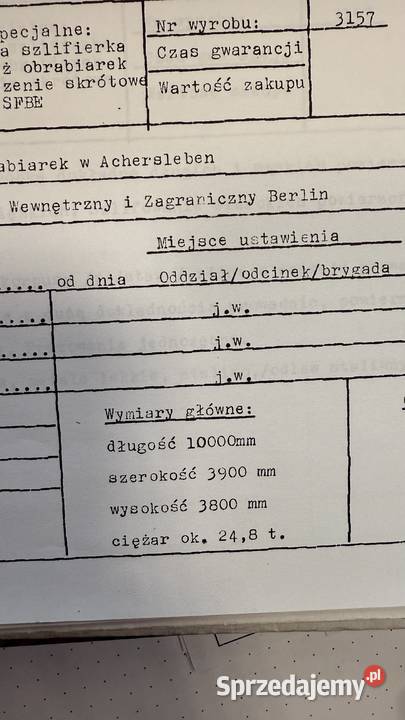 pecjalne: Nr wyrobu: 3157
a szlifierka Czas gwarancji
ż obrabiarek
zenie skrótowe Wartość zakupu
SFBE
abiarek w Achersleben
Wewnętrzny i Zagraniczny Berlin
Miejsce ustawienia
..... od dnia Oddział/odcinek/brygada
..... j.w.
..... j.w.
..... j.w.
Wymiary główne:
długość 10000mm
szerokość 3900 mm
wysokość 3800 mm
ciężar ok. 24,8 t.
Sprzedajemy.pl